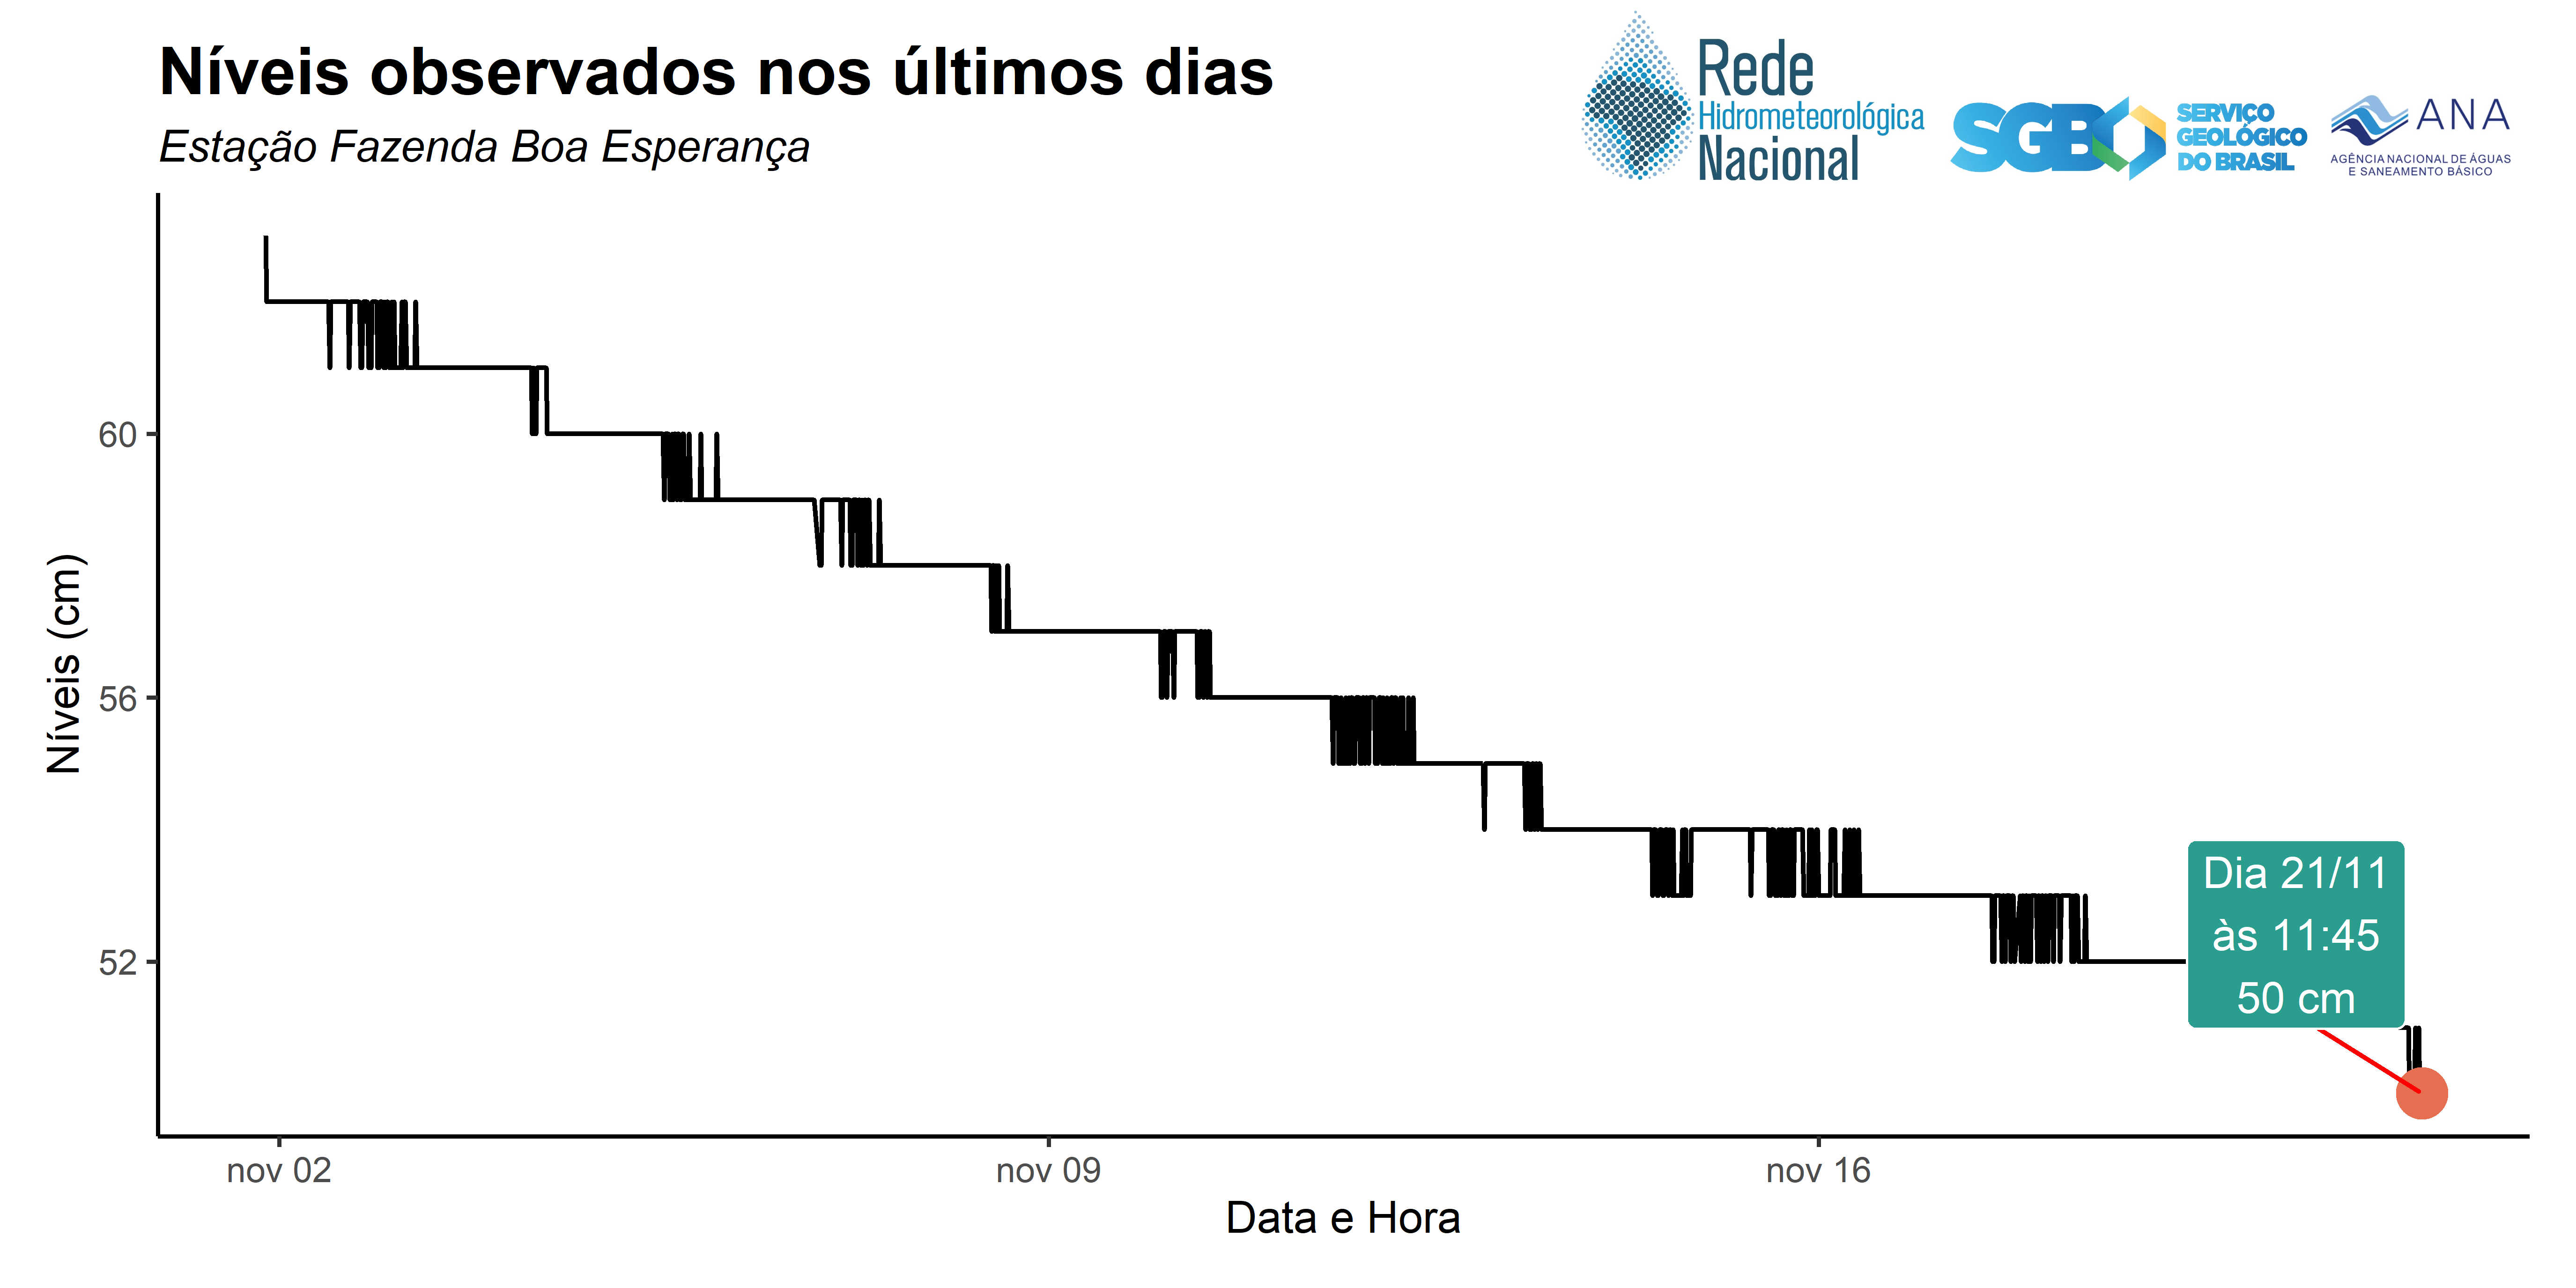 Níveis observados nos últimos dias
Estação Fazenda Boa Esperança
Rede
Hidrometeorológica
Nacional
SGB
SERVIÇO
GEOLÓGICO
DO BRASIL
ANA
AGÊNCIA NACIONAL DE ÁGUAS
E SANEAMENTO BÁSICO
Níveis (cm)
60
56
52
Dia 21/11
às 11:45
50 cm
nov 02
nov 09
nov 16
Data e Hora